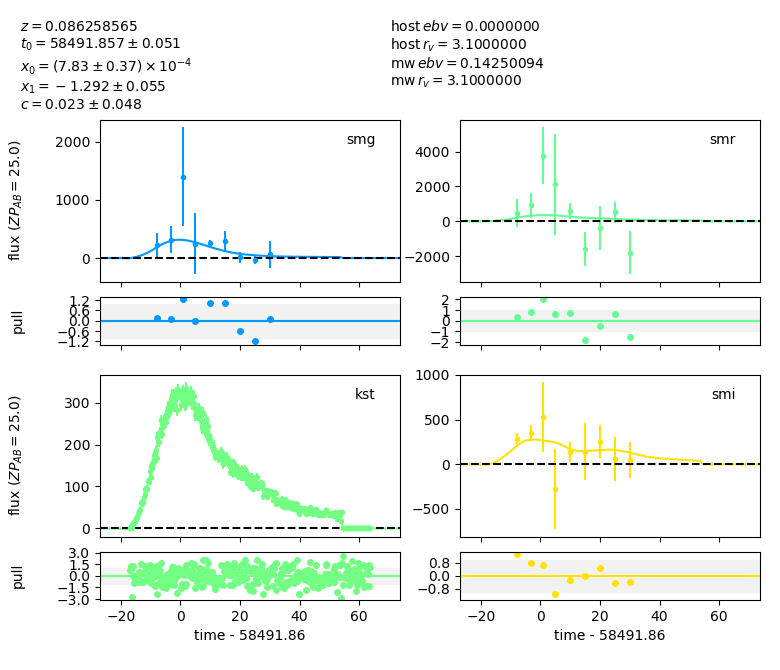 z = 0.086258565
t₀ = 58491.857 ± 0.051
x₀ = (7.83 ± 0.37) × 10⁻⁴
x₁ = −1.292 ± 0.055
c = 0.023 ± 0.048
host ebv = 0.0000000
host r_v = 3.1000000
mw ebv = 0.14250094
mw r_v = 3.1000000
flux (ZP_AB = 25.0)
2000
1000
0
smg
4000
2000
0
−2000
smr
pull
1.2
0.6
0.0
−0.6
−1.2
2
1
0
−1
−2
flux (ZP_AB = 25.0)
300
200
100
0
kst
1000
500
0
−500
smi
pull
3.0
1.5
0.0
−1.5
−3.0
−20 0 20 40 60
time - 58491.86
0.8
0.0
−0.8
−20 0 20 40 60
time - 58491.86